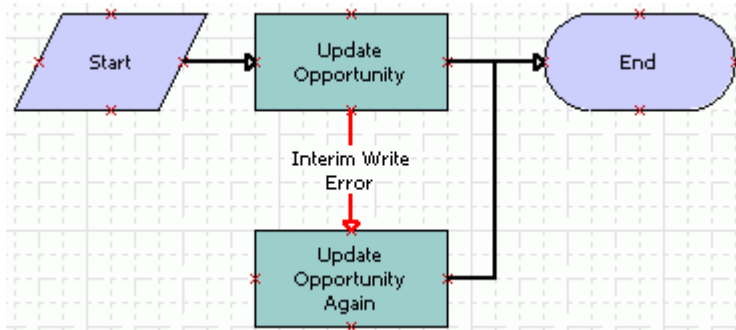 Start
Update
Opportunity
End
Interim Write
Error
Update
Opportunity
Again